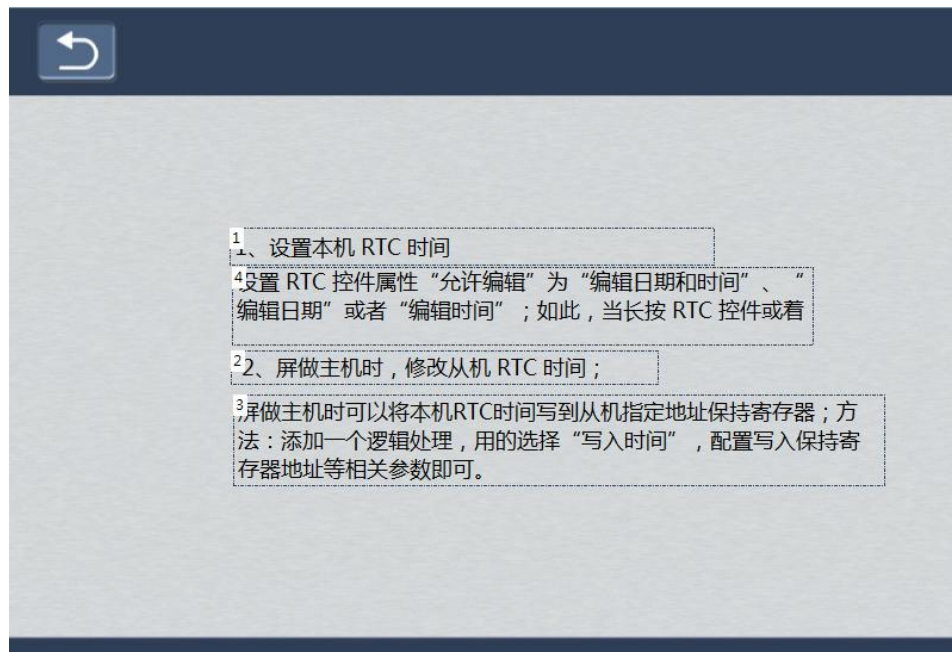 1、设置本机 RTC 时间
设置 RTC 控件属性“允许编辑”为“编辑日期和时间”、“
编辑日期”或者“编辑时间”；如此，当长按 RTC 控件或着
2、屏做主机时，修改从机 RTC 时间；
屏做主机时可以将本机RTC时间写到从机指定地址保持寄存器；方
法：添加一个逻辑处理，用的选择“写入时间”，配置写入保持寄
存器地址等相关参数即可。